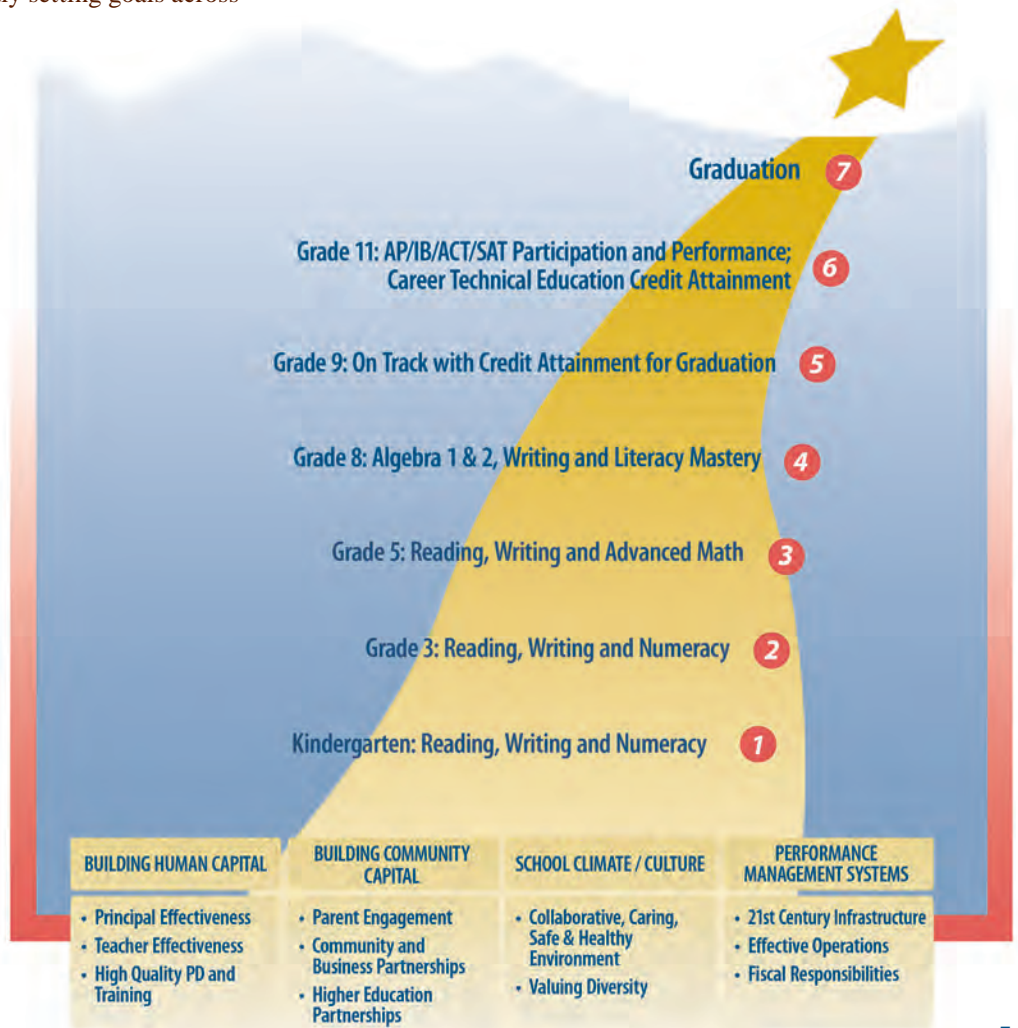 setting goals across
Graduation 7
Grade 11: AP/IB/ACT/SAT Participation and Performance;
Career Technical Education Credit Attainment 6
Grade 9: On Track with Credit Attainment for Graduation 5
Grade 8: Algebra 1 & 2, Writing and Literacy Mastery 4
Grade 5: Reading, Writing and Advanced Math 3
Grade 3: Reading, Writing and Numeracy 2
Kindergarten: Reading, Writing and Numeracy 1
BUILDING HUMAN CAPITAL
• Principal Effectiveness
• Teacher Effectiveness
• High Quality PD and
Training
BUILDING COMMUNITY
CAPITAL
• Parent Engagement
• Community and
Business Partnerships
• Higher Education
Partnerships
SCHOOL CLIMATE / CULTURE
• Collaborative, Caring,
Safe & Healthy
Environment
• Valuing Diversity
PERFORMANCE
MANAGEMENT SYSTEMS
• 21st Century Infrastructure
• Effective Operations
• Fiscal Responsibilities